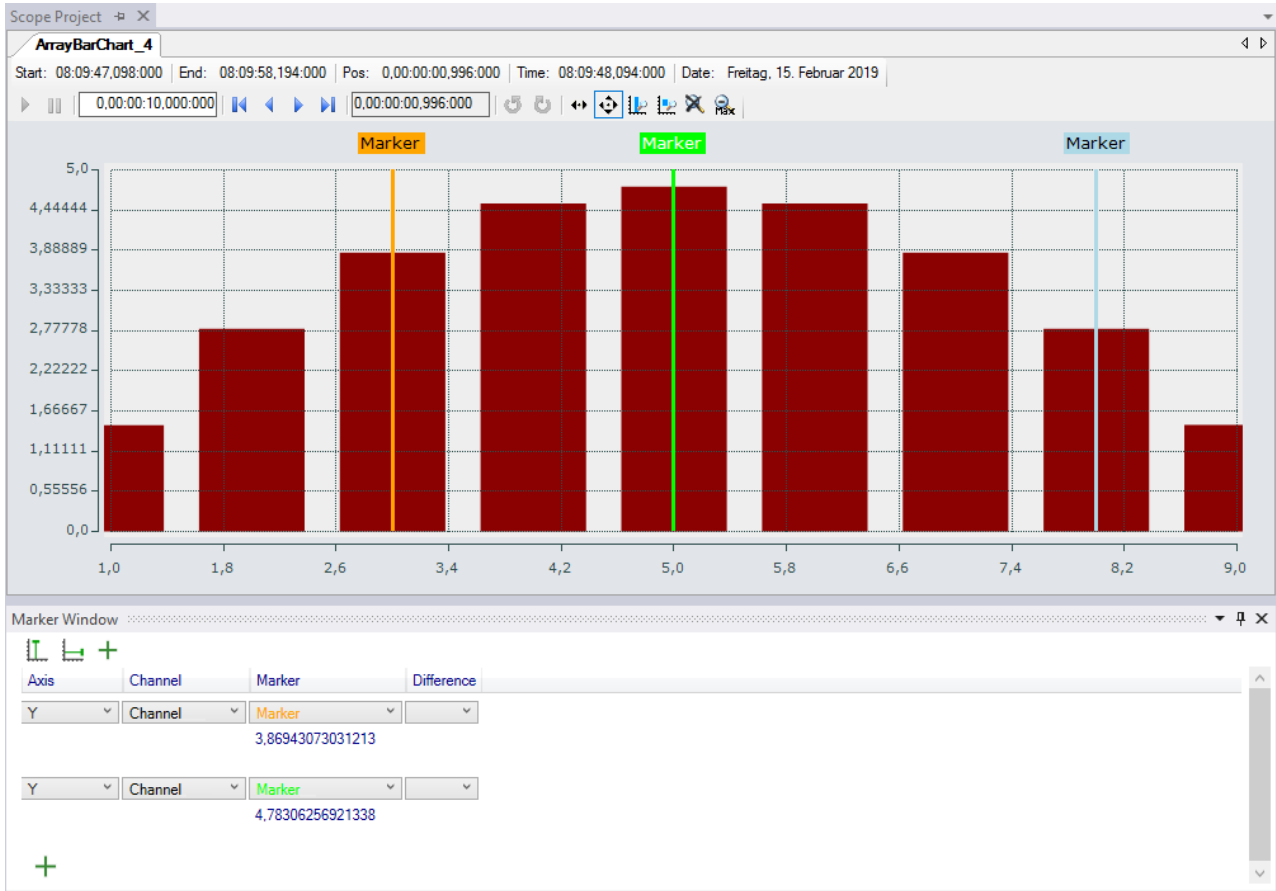 Scope Project
ArrayBarChart_4
Start: 08:09:47,098:000 End: 08:09:58,194:000 Pos: 0,00:00:00,996:000 Time: 08:09:48,094:000 Date: Freitag, 15. Februar 2019
0,00:00:10,000:000 0,00:00:00,996:000 Max
Marker Marker Marker
5,0
4,44444
3,88889
3,33333
2,77778
2,22222
1,66667
1,11111
0,55556
0,0
1,0 1,8 2,6 3,4 4,2 5,0 5,8 6,6 7,4 8,2 9,0
Marker Window
Axis Channel Marker Difference
Y Channel Marker
3,86943073031213
Y Channel Marker
4,78306256921338